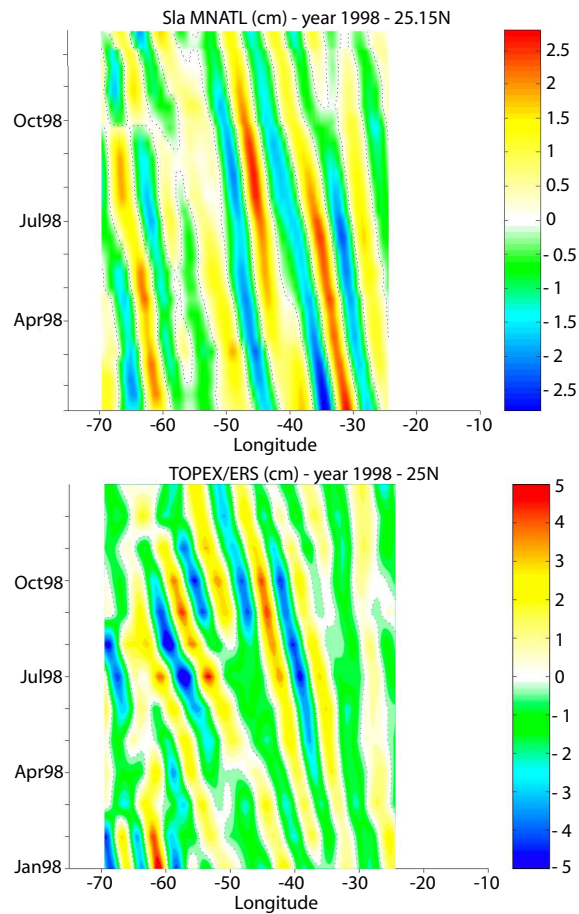 Sla MNATL (cm) - year 1998 - 25.15N
Oct98
Jul98
Apr98
-70 -60 -50 -40 -30 -20 -10
Longitude
2.5
2
1.5
1
0.5
0
- 0.5
- 1
- 1.5
- 2
- 2.5
TOPEX/ERS (cm) - year 1998 - 25N
Oct98
Jul98
Apr98
Jan98
-70 -60 -50 -40 -30 -20 -10
Longitude
5
4
3
2
1
0
- 1
- 2
- 3
- 4
- 5